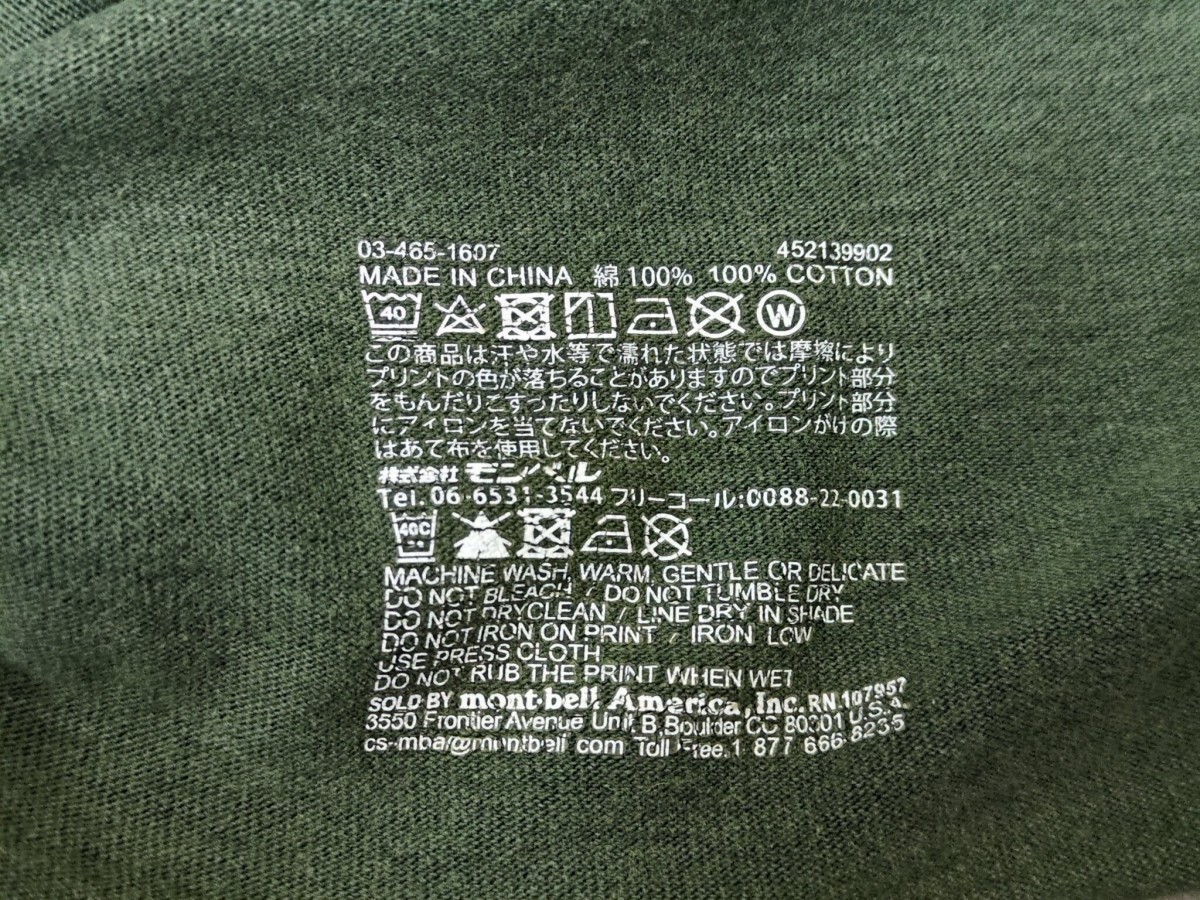 03-465-1607 452139902
MADE IN CHINA 綿100% 100% COTTON
40 W
この商品は汗や水等で濡れた状態では摩擦により
プリントの色が落ちることがありますのでプリント部分
をもんだりこすったりしないでください。プリント部分
にアイロンを当てないでください。アイロンがけの際
はあて布を使用してください。
株式会社 モンベル
Tel. 06-6531-3544 フリーコール:0088-22-0031
40C
MACHINE WASH, WARM, GENTLE OR DELICATE
DO NOT BLEACH / DO NOT TUMBLE DRY
DO NOT DRYCLEAN / LINE DRY IN SHADE
DO NOT IRON ON PRINT / IRON LOW
USE PRESS CLOTH
DO NOT RUB THE PRINT WHEN WET
SOLD BY mont-bell America, Inc. RN 107957
3550 Frontier Avenue Unit B, Boulder CO 80301 U.S.A.
cs-mba@montbell.com Toll Free.1 877 666 8235